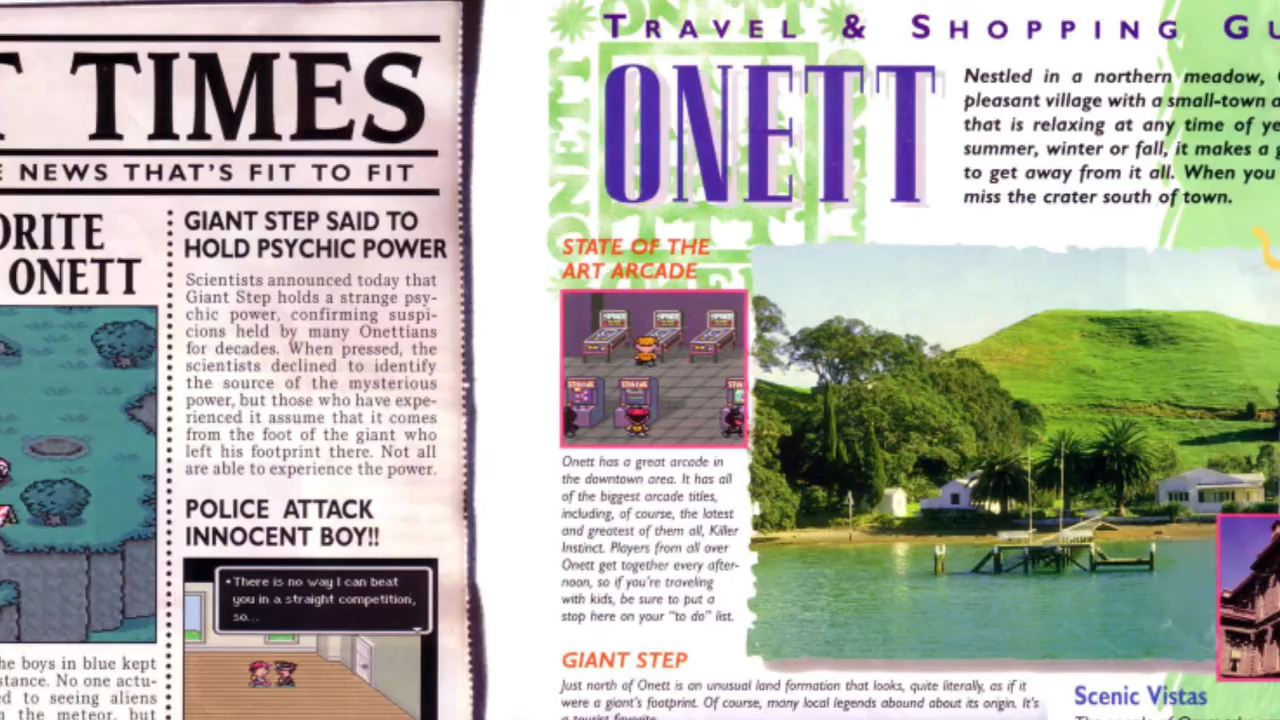 T TIMES
E NEWS THAT'S FIT TO FIT
ORITE
ONETT
GIANT STEP SAID TO
HOLD PSYCHIC POWER
Scientists announced today that
Giant Step holds a strange psy-
chic power, confirming suspi-
cions held by many Onettians
for decades. When pressed, the
scientists declined to identify
the source of the mysterious
power, but those who have expe-
rienced it assume that it comes
from the foot of the giant who
left his footprint there. Not all
are able to experience the power.
POLICE ATTACK
INNOCENT BOY!!
•There is no way I can beat
you in a straight competition,
so...
he boys in blue kept
stance. No one actu-
ed to seeing aliens
the meteor, but
TRAVEL & SHOPPING GU
ONETT
Nestled in a northern meadow,
pleasant village with a small-town a
that is relaxing at any time of ye
summer, winter or fall, it makes a g
to get away from it all. When you
miss the crater south of town.
ONETT
STATE OF THE
ART ARCADE
Onett has a great arcade in
the downtown area. It has all
of the biggest arcade titles,
including, of course, the latest
and greatest of them all, Killer
Instinct. Players from all over
Onett get together every after-
noon, so if you're traveling
with kids, be sure to put a
stop here on your "to do" list.
GIANT STEP
Just north of Onett is an unusual land formation that looks, quite literally, as if it
were a giant's footprint. Of course, many local legends abound about its origin. It's
a tourist favorite.
Scenic Vistas